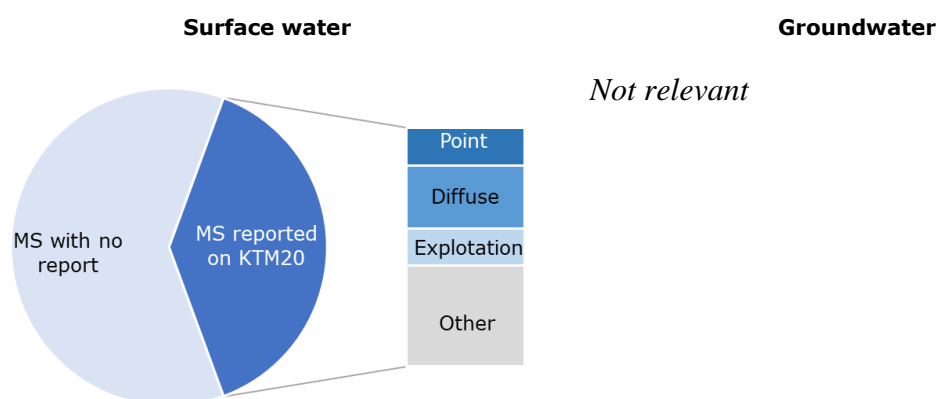 Surface water
Groundwater
Not relevant
Point
Diffuse
MS with no
report
MS reported
on KTM20
Explotation
Other